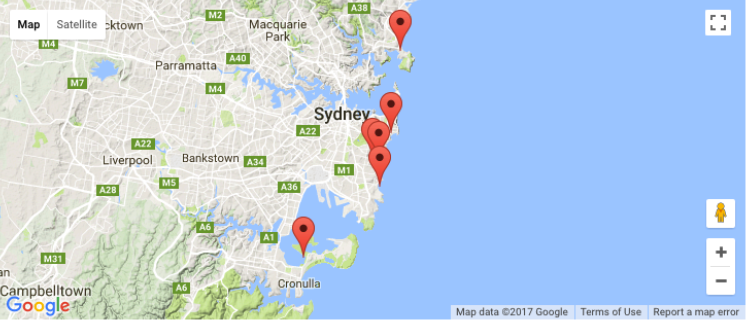 A38
Map
Satellite
cktown
M2
Macquarie
Park
M4
A40
Parramatta
M7
M4
Sydney
A22
A22
Liverpool
Bankstown
A34
M1
M5
A28
A36
A6
A1
M31
an
Campbelltown
A6
Cronulla
Google
Map data ©2017 Google
Terms of Use
Report a map error